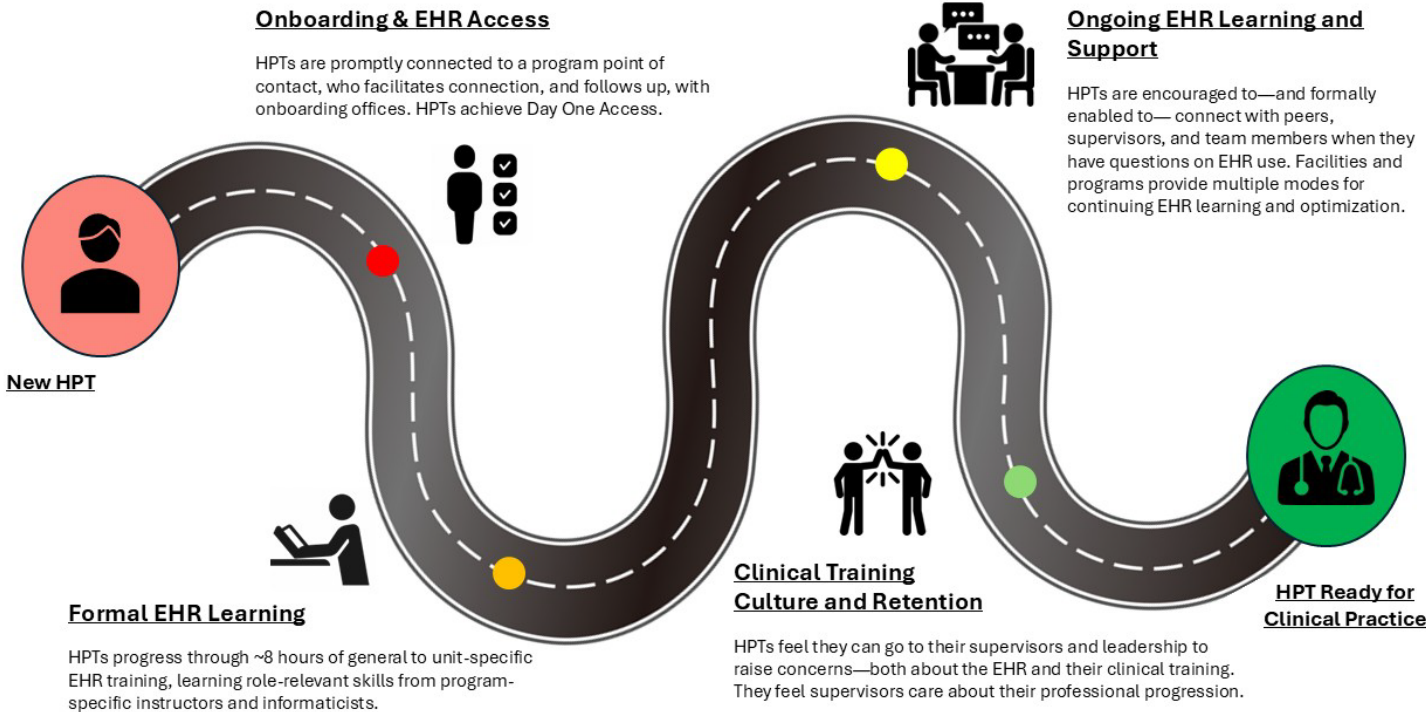 Onboarding & EHR Access
HPTs are promptly connected to a program point of
contact, who facilitates connection, and follows up, with
onboarding offices. HPTs achieve Day One Access.
Ongoing EHR Learning and
Support
HPTs are encouraged to—and formally
enabled to— connect with peers,
supervisors, and team members when they
have questions on EHR use. Facilities and
programs provide multiple modes for
continuing EHR learning and optimization.
New HPT
Formal EHR Learning
HPTs progress through ~8 hours of general to unit-specific
EHR training, learning role-relevant skills from program-
specific instructors and informaticists.
Clinical Training
Culture and Retention
HPTs feel they can go to their supervisors and leadership to
raise concerns—both about the EHR and their clinical training.
They feel supervisors care about their professional progression.
HPT Ready for
Clinical Practice